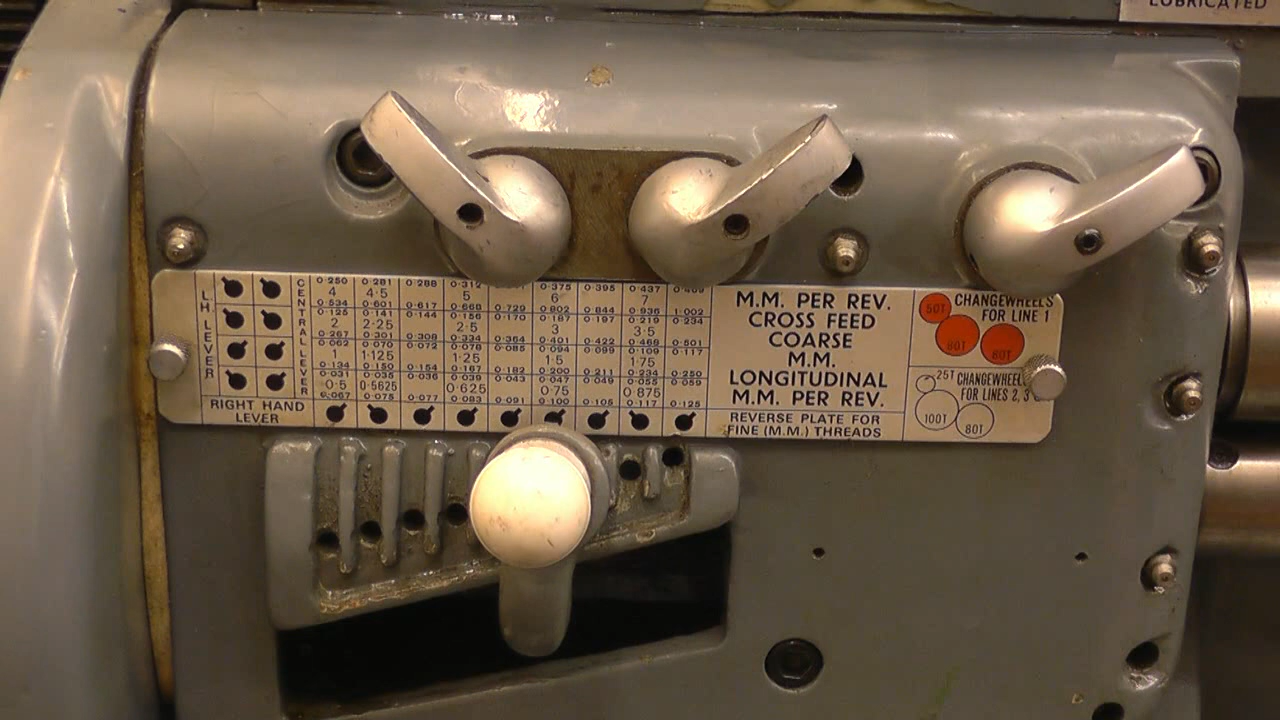 LUBRICATED
L.H. LEVER
CENTRAL LEVER
0·250 0·281 0·288 0·312 0·375 0·395 0·437
4 4·5 5 6 7
0·534 0·601 0·617 0·668 0·729 0·802 0·844 0·936 1·002
0·125 0·141 0·144 0·156 0·170 0·187 0·197 0·219 0·234
2 2·25 2·5 3 3·5
0·267 0·301 0·308 0·334 0·364 0·401 0·422 0·468 0·501
0·062 0·070 0·072 0·078 0·085 0·094 0·099 0·109 0·117
1 1·125 1·25 1·5 1·75
0·134 0·150 0·154 0·167 0·182 0·200 0·211 0·234 0·250
0·031 0·035 0·036 0·039 0·043 0·047 0·049 0·055 0·059
0·5 0·5625 0·625 0·75 0·875
0·067 0·075 0·077 0·083 0·091 0·100 0·105 0·117 0·125
RIGHT HAND
LEVER
M.M. PER REV.
CROSS FEED
COARSE
M.M.
LONGITUDINAL
M.M. PER REV.
REVERSE PLATE FOR
FINE (M.M.) THREADS
CHANGEWHEELS
FOR LINE 1
50T
80T
80T
25T CHANGEWHEELS
FOR LINES 2, 3
100T
80T